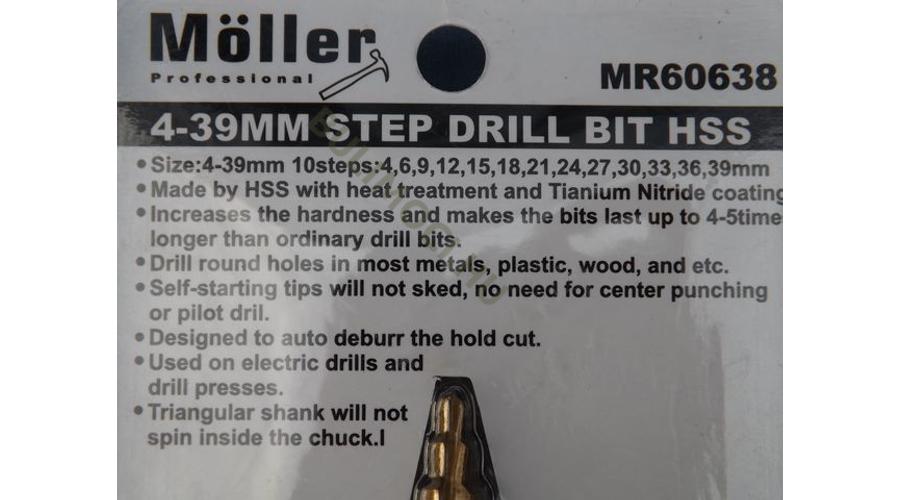 Möller
Professional
MR60638
4-39MM STEP DRILL BIT HSS
•Size:4-39mm 10steps:4,6,9,12,15,18,21,24,27,30,33,36,39mm
•Made by HSS with heat treatment and Tianium Nitride coating
•Increases the hardness and makes the bits last up to 4-5time
longer than ordinary drill bits.
•Drill round holes in most metals, plastic, wood, and etc.
•Self-starting tips will not sked, no need for center punching
or pilot dril.
•Designed to auto deburr the hold cut.
•Used on electric drills and
drill presses.
•Triangular shank will not
spin inside the chuck.I